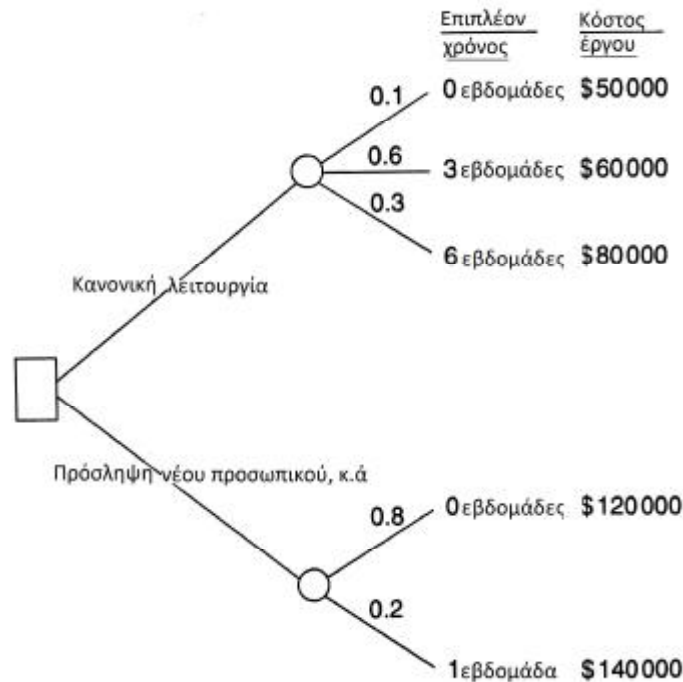 Επιπλέον Κόστος
χρόνος έργου
0.1 0 εβδομάδες $50000
0.6 3 εβδομάδες $60000
0.3
6 εβδομάδες $80000
Κανονική λειτουργία
Πρόσληψη νέου προσωπικού, κ.ά
0.8 0 εβδομάδες $120000
0.2
1 εβδομάδα $140000